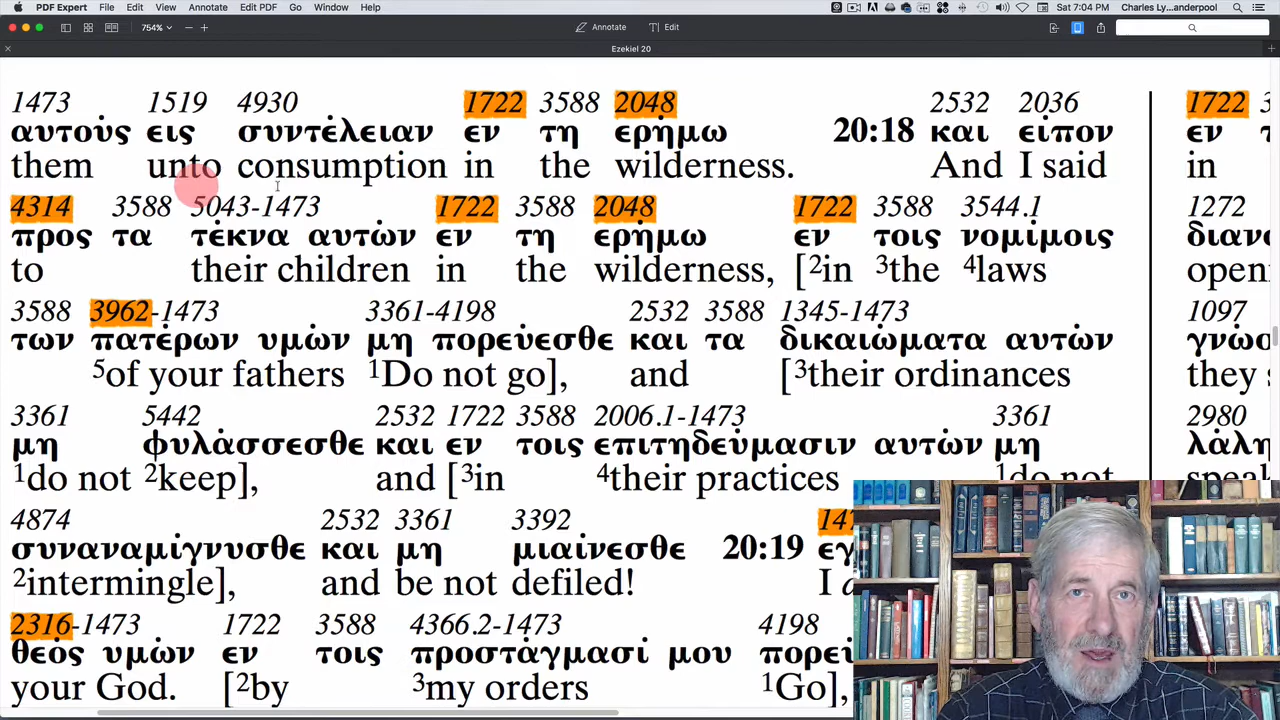 PDF Expert File Edit View Annotate Edit PDF Go Window Help Sat 7:04 PM Charles Ly...anderpool
754% Annotate Edit
Ezekiel 20
1473 1519 4930 1722 3588 2048 2532 2036
αυτούς εις συντέλειαν εν τη ερήμω 20:18 και είπον
them unto consumption in the wilderness. And I said
4314 3588 5043-1473 1722 3588 2048 1722 3588 3544.1
προς τα τέκνα αυτών εν τη ερήμω εν τοις νομίμοις
to their children in the wilderness, [²in ³the ⁴laws
3588 3962-1473 3361-4198 2532 3588 1345-1473
των πατέρων υμών μη πορεύεσθε και τα δικαιώματα αυτών
⁵of your fathers ¹Do not go], and [³their ordinances
3361 5442 2532 1722 3588 2006.1-1473 3361
μη φυλάσσεσθε και εν τοις επιτηδεύμασιν αυτών μη
¹do not ²keep], and [³in ⁴their practices ¹do not
4874 2532 3361 3392
συναναμίγνυσθε και μη μιαίνεσθε 20:19
²intermingle], and be not defiled! I
2316-1473 1722 3588 4366.2-1473 4198
θεός υμών εν τοις προστάγμασί μου
your God. [²by ³my orders ¹Go],
1722
εν
in
1272
1097
they
2980